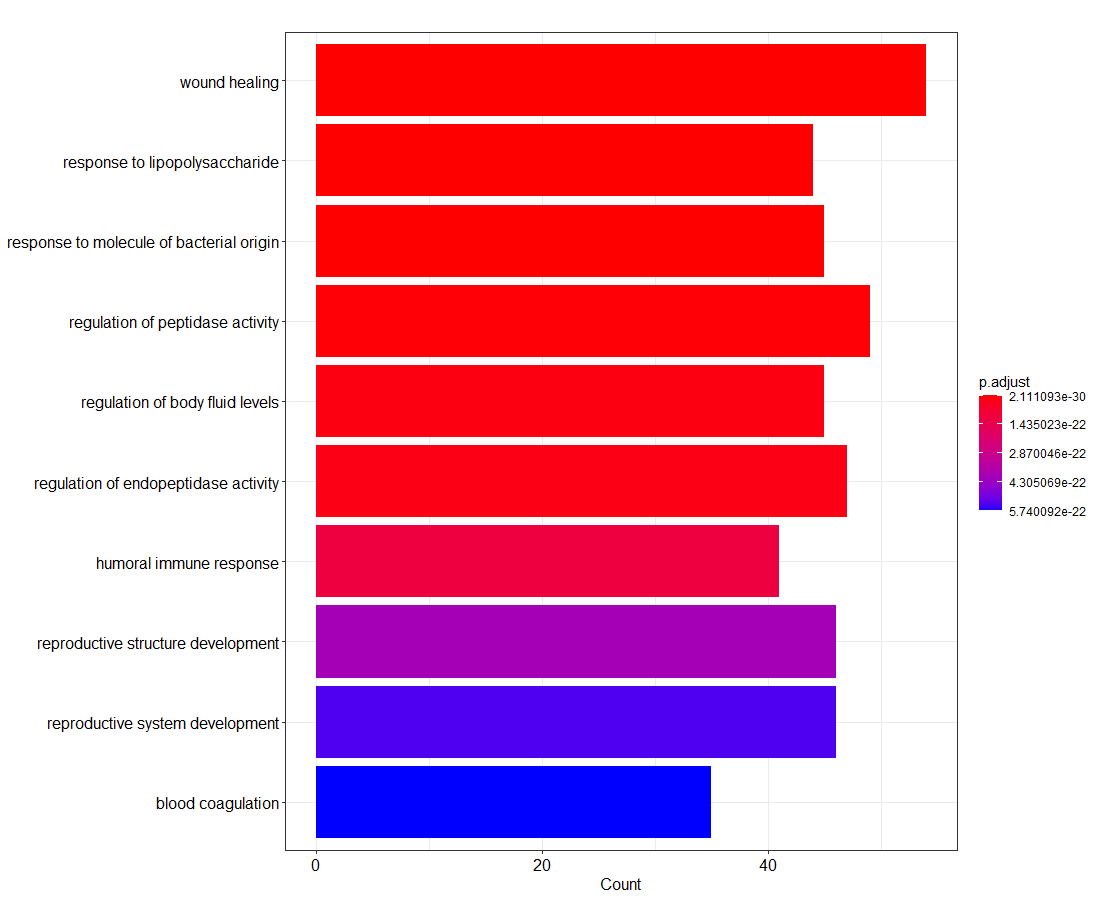 wound healing
response to lipopolysaccharide
response to molecule of bacterial origin
regulation of peptidase activity
regulation of body fluid levels
regulation of endopeptidase activity
humoral immune response
reproductive structure development
reproductive system development
blood coagulation
0 20 40
Count
p.adjust
2.111093e-30
1.435023e-22
2.870046e-22
4.305069e-22
5.740092e-22